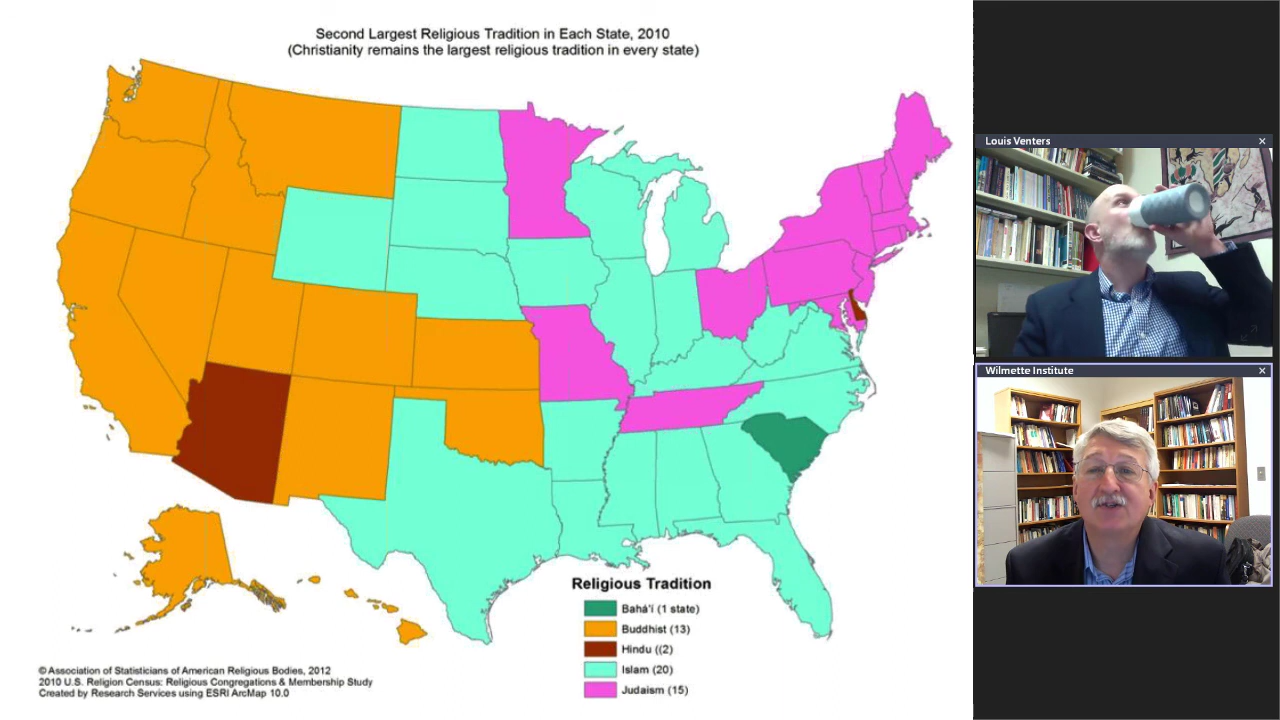 Second Largest Religious Tradition in Each State, 2010
(Christianity remains the largest religious tradition in every state)
Louis Venters
Wilmette Institute
Religious Tradition
Bahá'í (1 state)
Buddhist (13)
Hindu ((2)
Islam (20)
Judaism (15)
© Association of Statisticians of American Religious Bodies, 2012
2010 U.S. Religion Census: Religious Congregations & Membership Study
Created by Research Services using ESRI ArcMap 10.0